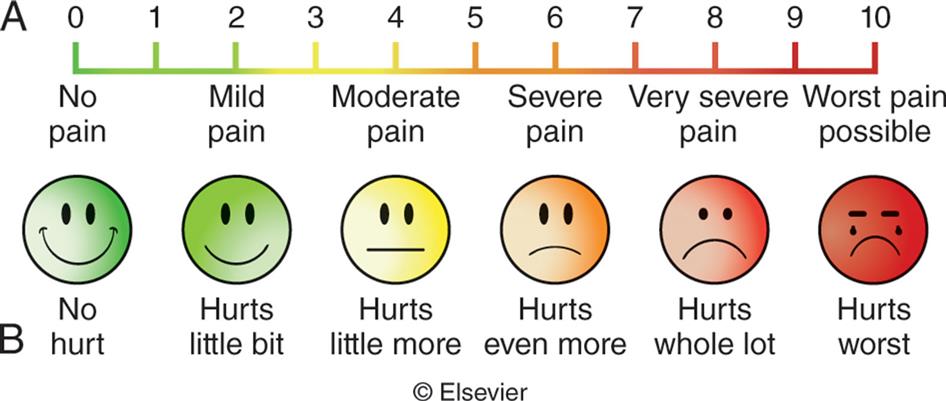 A 0 1 2 3 4 5 6 7 8 9 10
No Mild Moderate Severe Very severe Worst pain
pain pain pain pain pain possible
No Hurts Hurts Hurts Hurts Hurts
B hurt little bit little more even more whole lot worst
© Elsevier